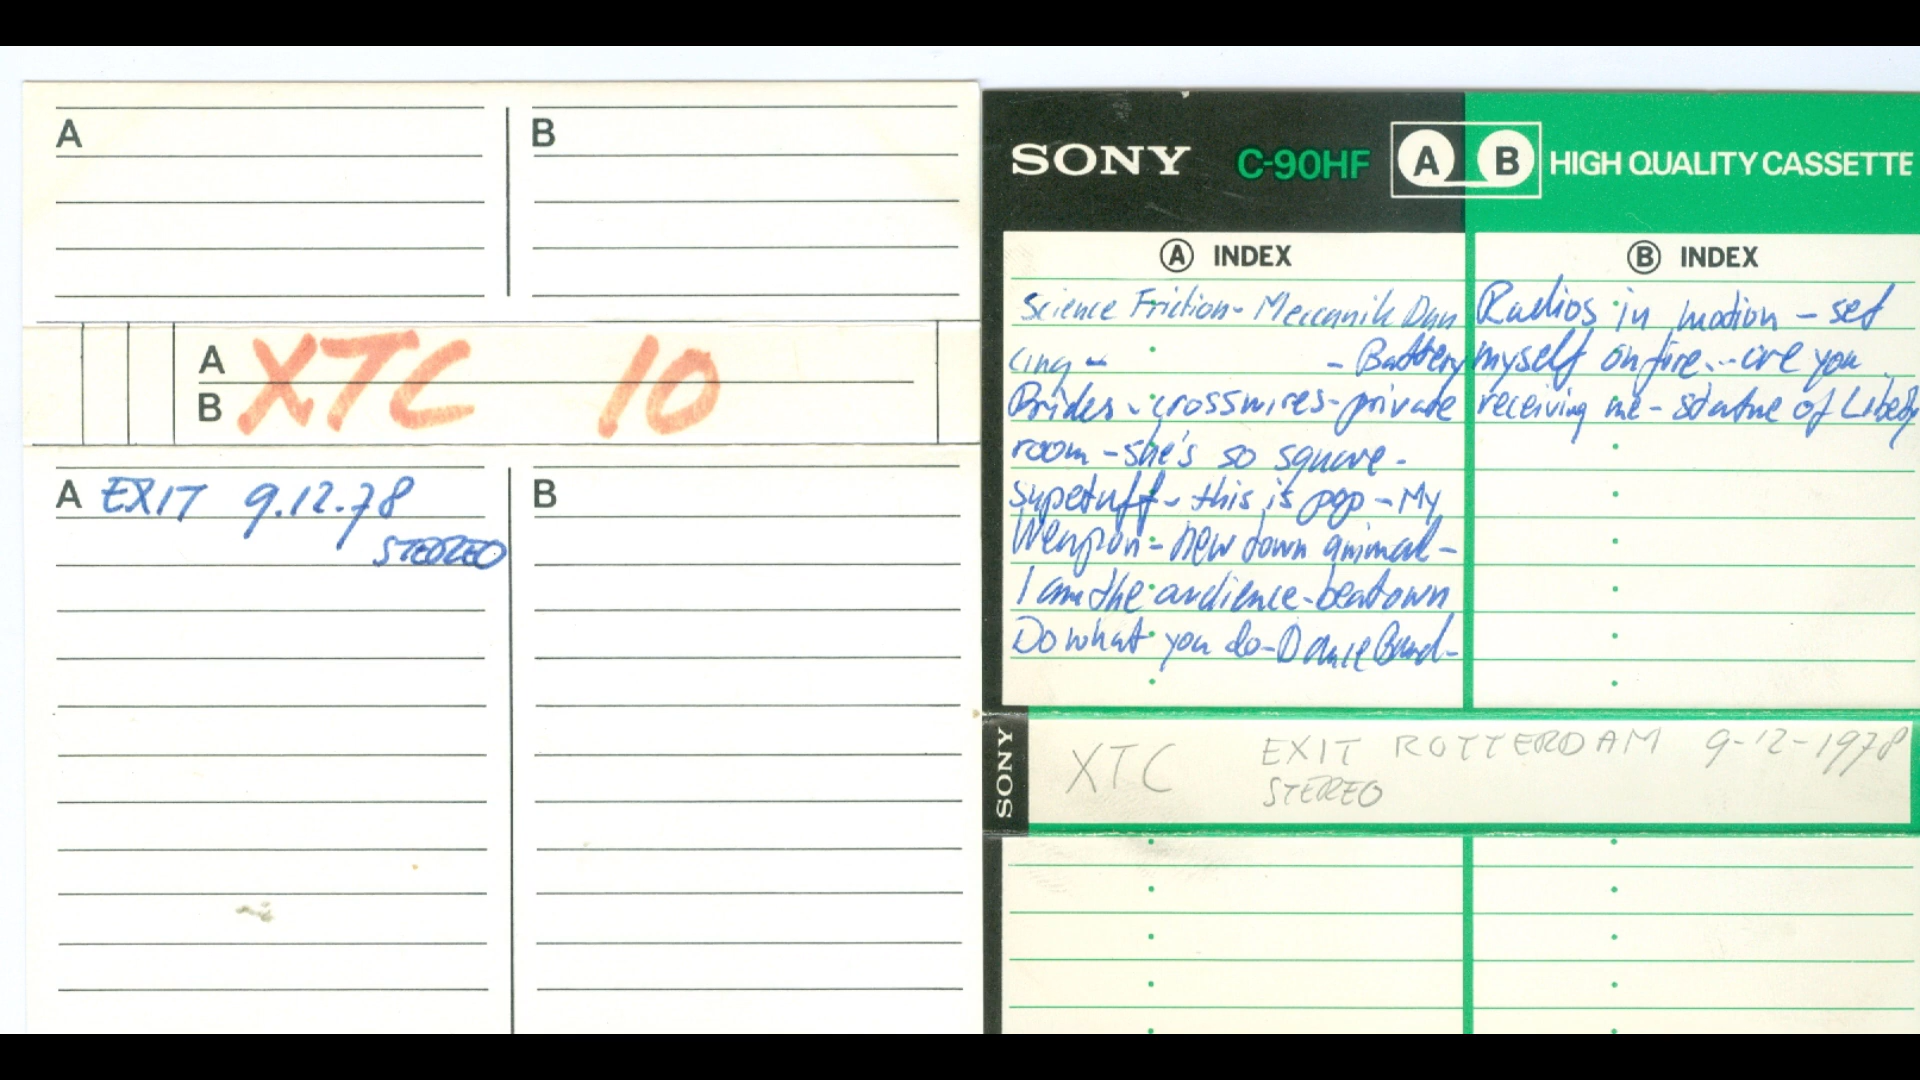 A
B
A
B
XTC 10
A EXIT 9.12.78
STEREO
B
SONY C-90HF A B HIGH QUALITY CASSETTE
A INDEX
Science Friction - Meccanik Dan
cing - - Battery
Brides - crosswires - private
room - she's so square -
supetuff - this is pop - My
Weapon - new town animal -
I am the audience - beatown
Do what you do - Dance Band -
B INDEX
Radios in motion - set
myself on fire - are you
receiving me - statue of Liberty
SONY
XTC EXIT ROTTERDAM 9-12-1978
STEREO